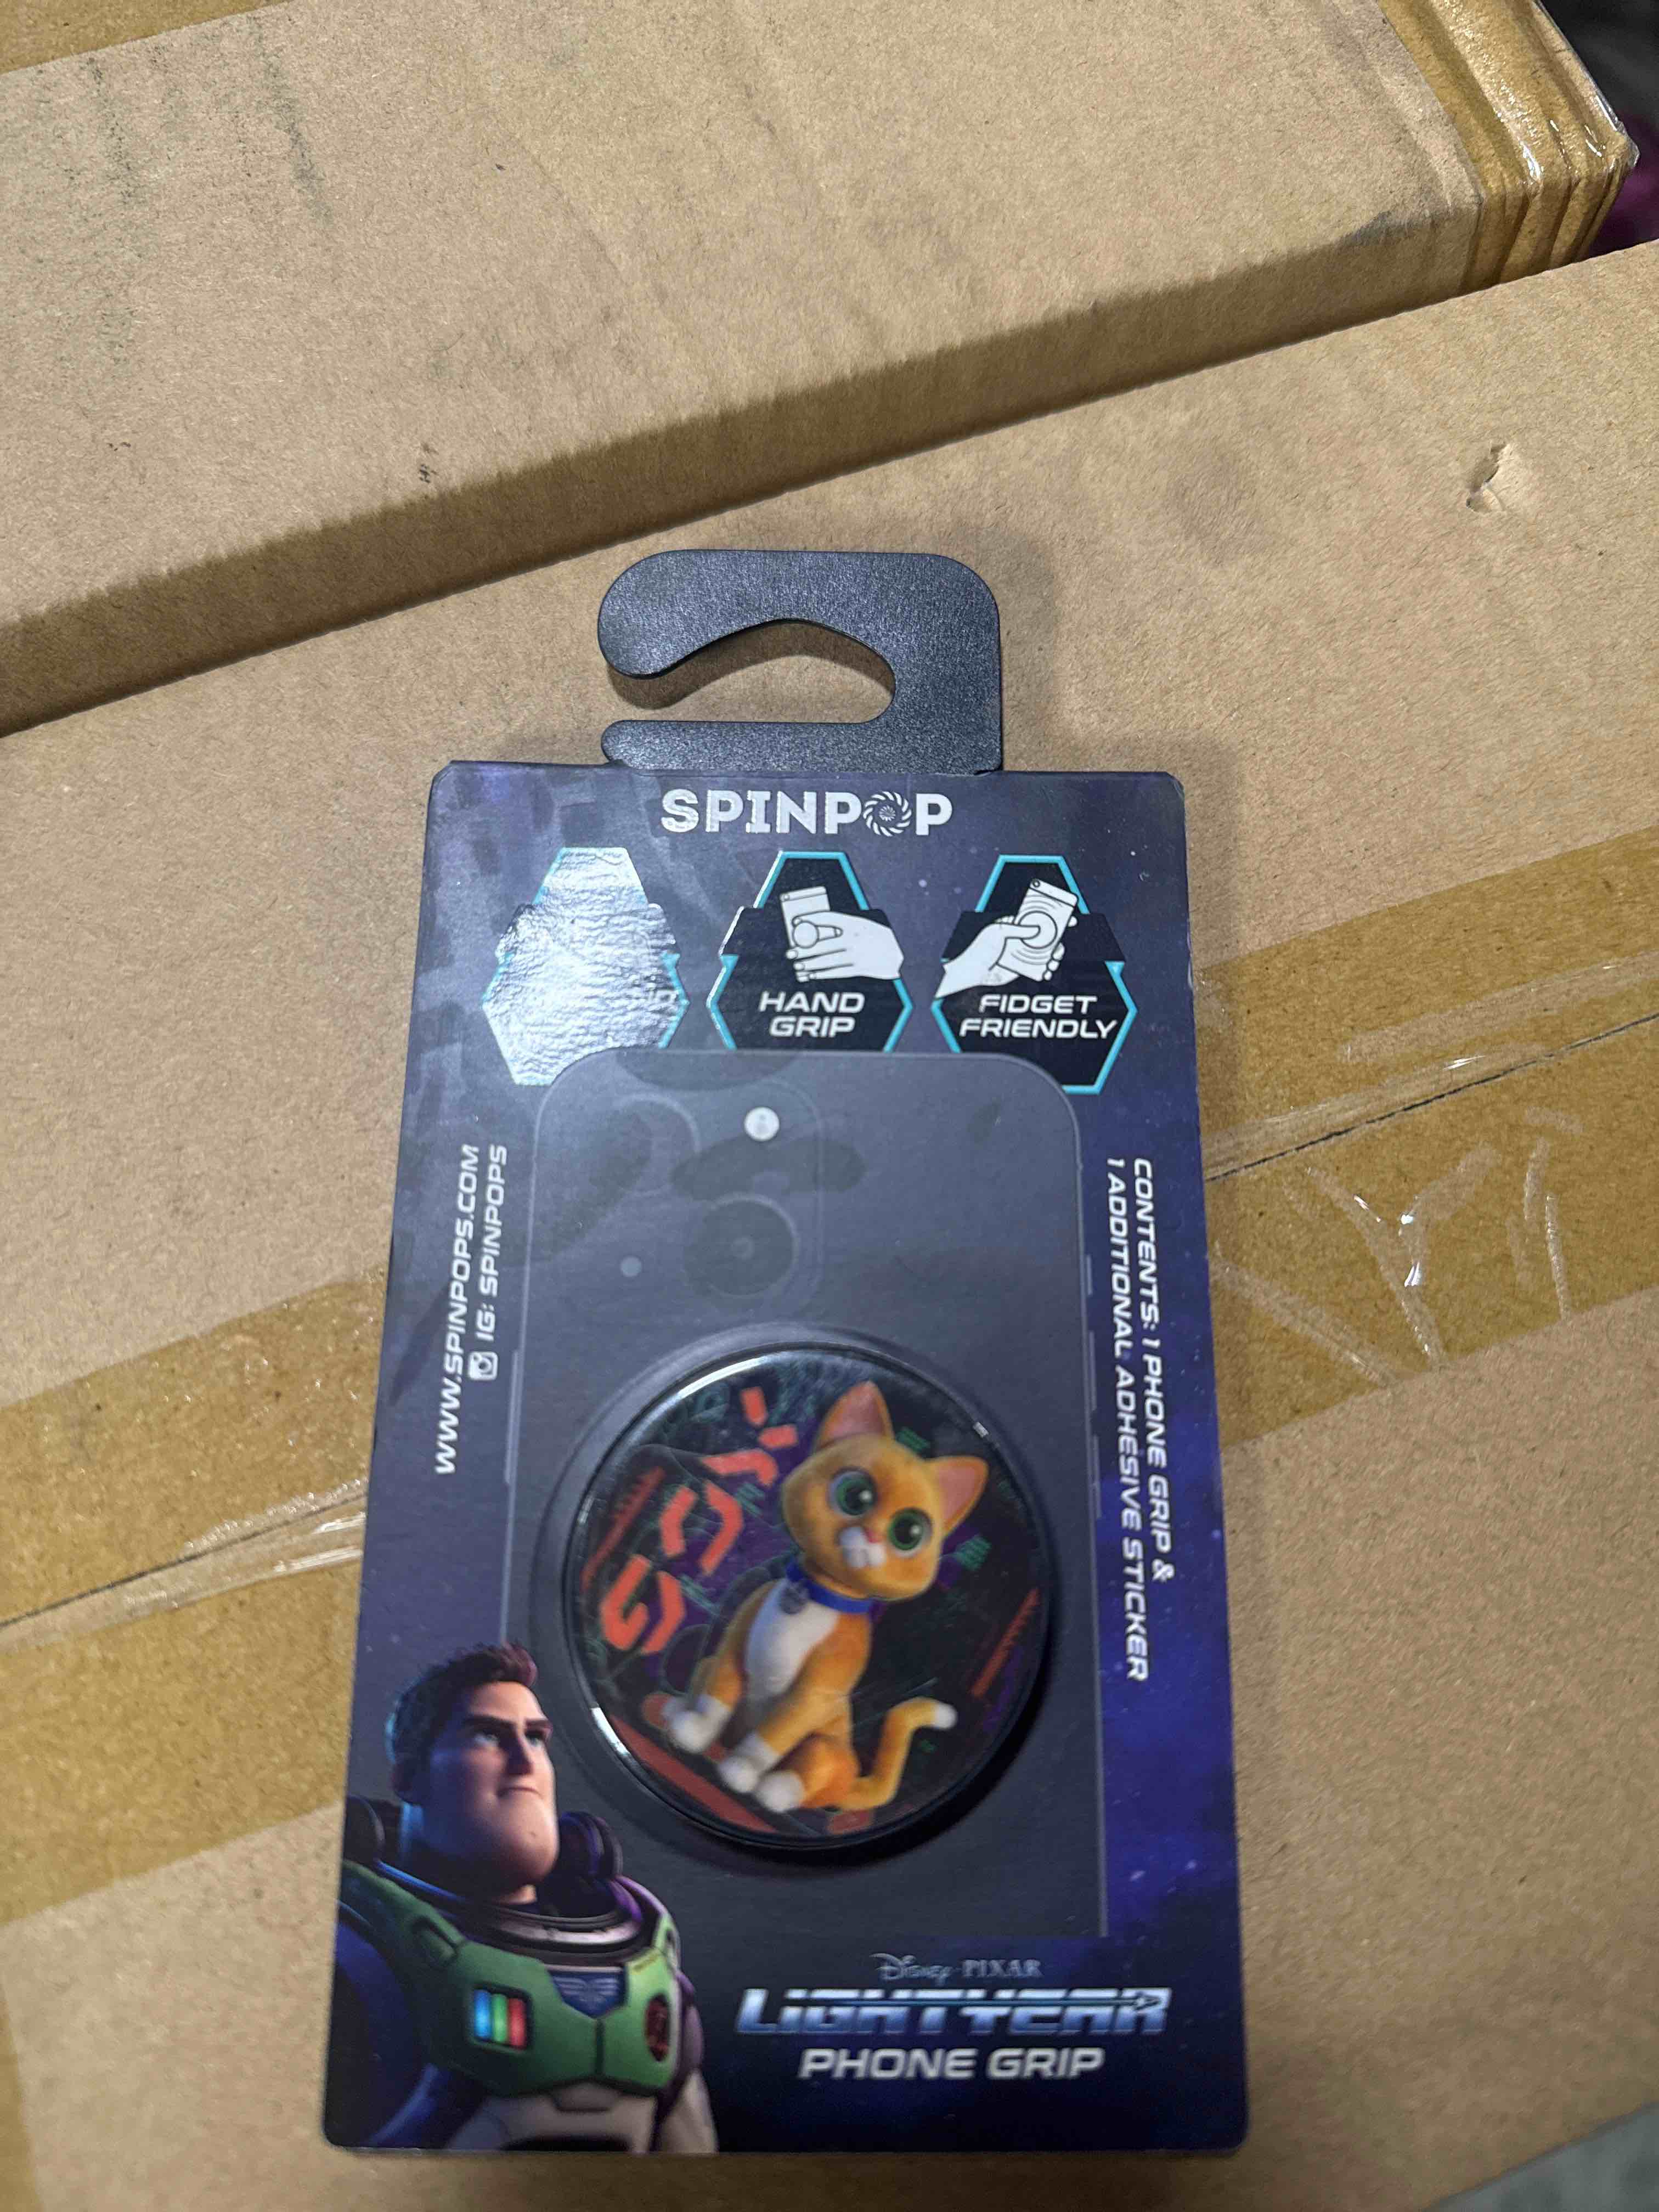 SPINPOP
HAND
GRIP
FIDGET
FRIENDLY
WWW.SPINPOPS.COM
IG: SPINPOPS
CONTENTS: 1 PHONE GRIP &
1 ADDITIONAL ADHESIVE STICKER
SOX
Disney PIXAR
LIGHTYEAR
PHONE GRIP